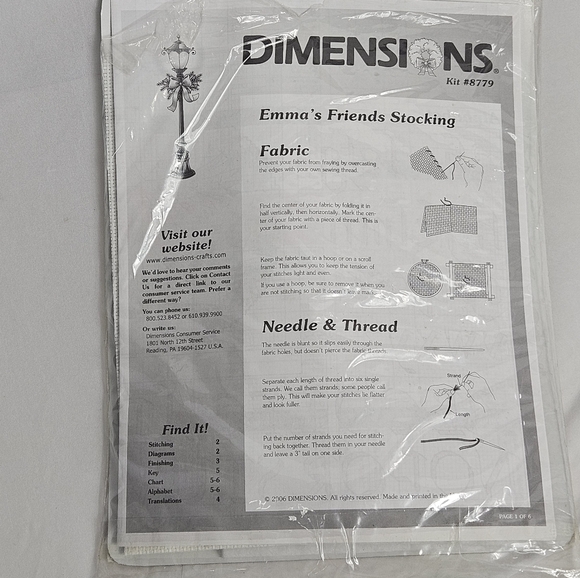 DIMENSIONS®
Kit #8779
Emma's Friends Stocking
Fabric
Prevent your fabric from fraying by overcasting
the edges with your own sewing thread.
Find the center of your fabric by folding it in
half vertically, then horizontally. Mark the cen-
ter of your fabric with a piece of thread. This is
your starting point.
Keep the fabric taut in a hoop or on a scroll
frame. This allows you to keep the tension of
your stitches tight and even.
If you use a hoop, be sure to remove it when you
are not stitching so that it doesn't leave
Needle & Thread
The needle is blunt so it slips easily through the
fabric holes, but doesn't pierce the fabric threads.
Separate each length of thread into six single
strands. We call them strands; some people call
them ply. This will make your stitches lie flatter
and look fuller.
Strand
Length
Put the number of strands you need for stitch-
ing back together. Thread them in your needle
and leave a 3" tail on one side.
Visit our
website!
www.dimensions-crafts.com
We'd love to hear your comments
or suggestions. Click on Contact
Us for a direct link to our
consumer service team. Prefer a
different way?
You can phone us:
800.523.8452 or 610.939.9900
Or write us:
Dimensions Consumer Service
1801 North 12th Street
Reading, PA 19604-1527 U.S.A.
Find It!
Stitching 2
Diagrams 2
Finishing 3
Key 5
Chart 5-6
Alphabet 5-6
Translations 4
© 2006 DIMENSIONS. All rights reserved. Made and printed in the
PAGE 1 OF 6